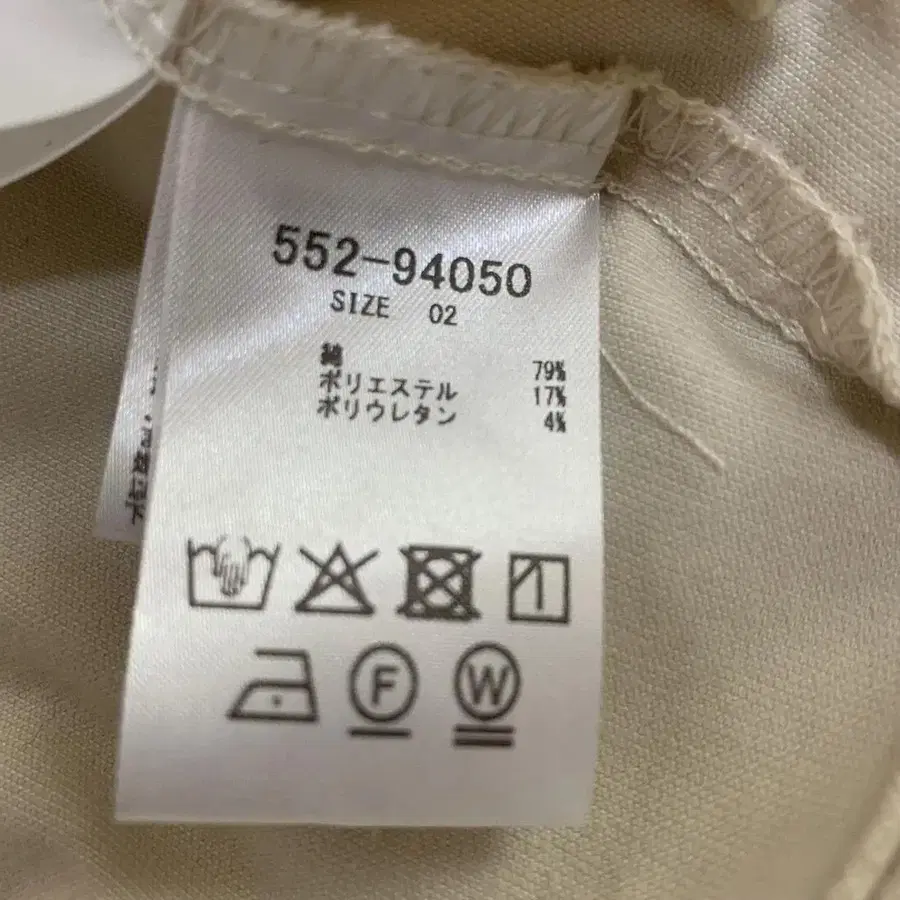 552-94050
SIZE 02
綿 79%
ポリエステル 17%
ポリウレタン 4%
F
W